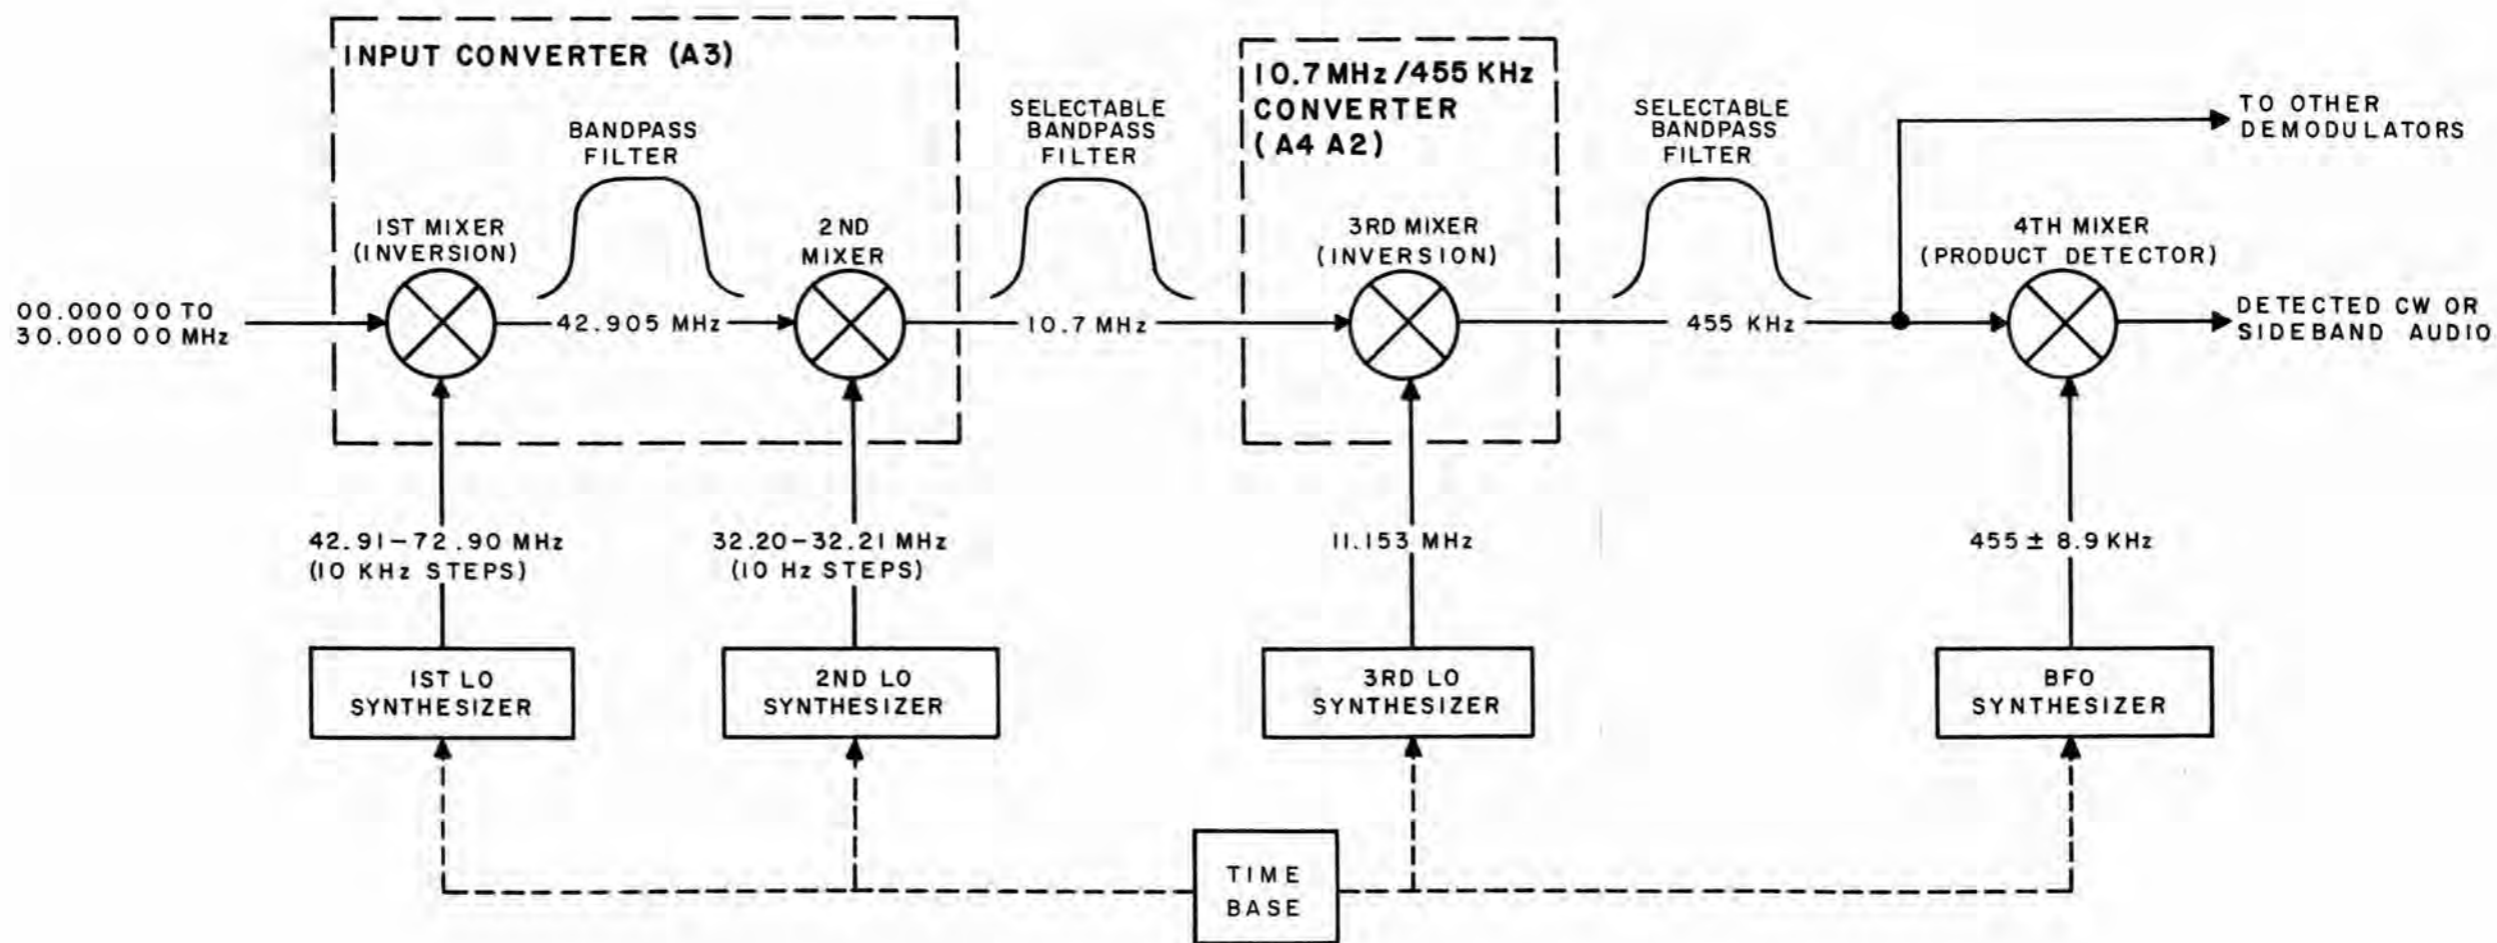 INPUT CONVERTER (A3)
10.7 MHz/455 KHz
CONVERTER
(A4 A2)
BANDPASS
FILTER
SELECTABLE
BANDPASS
FILTER
SELECTABLE
BANDPASS
FILTER
TO OTHER
DEMODULATORS
1ST MIXER
(INVERSION)
2ND
MIXER
3RD MIXER
(INVERSION)
4TH MIXER
(PRODUCT DETECTOR)
00.000 00 TO
30.000 00 MHz
42.905 MHz
10.7 MHz
455 KHz
DETECTED CW OR
SIDEBAND AUDIO
42.91-72.90 MHz
(10 KHz STEPS)
32.20-32.21 MHz
(10 Hz STEPS)
11.153 MHz
455 ± 8.9 KHz
1ST LO
SYNTHESIZER
2ND LO
SYNTHESIZER
3RD LO
SYNTHESIZER
BFO
SYNTHESIZER
TIME
BASE